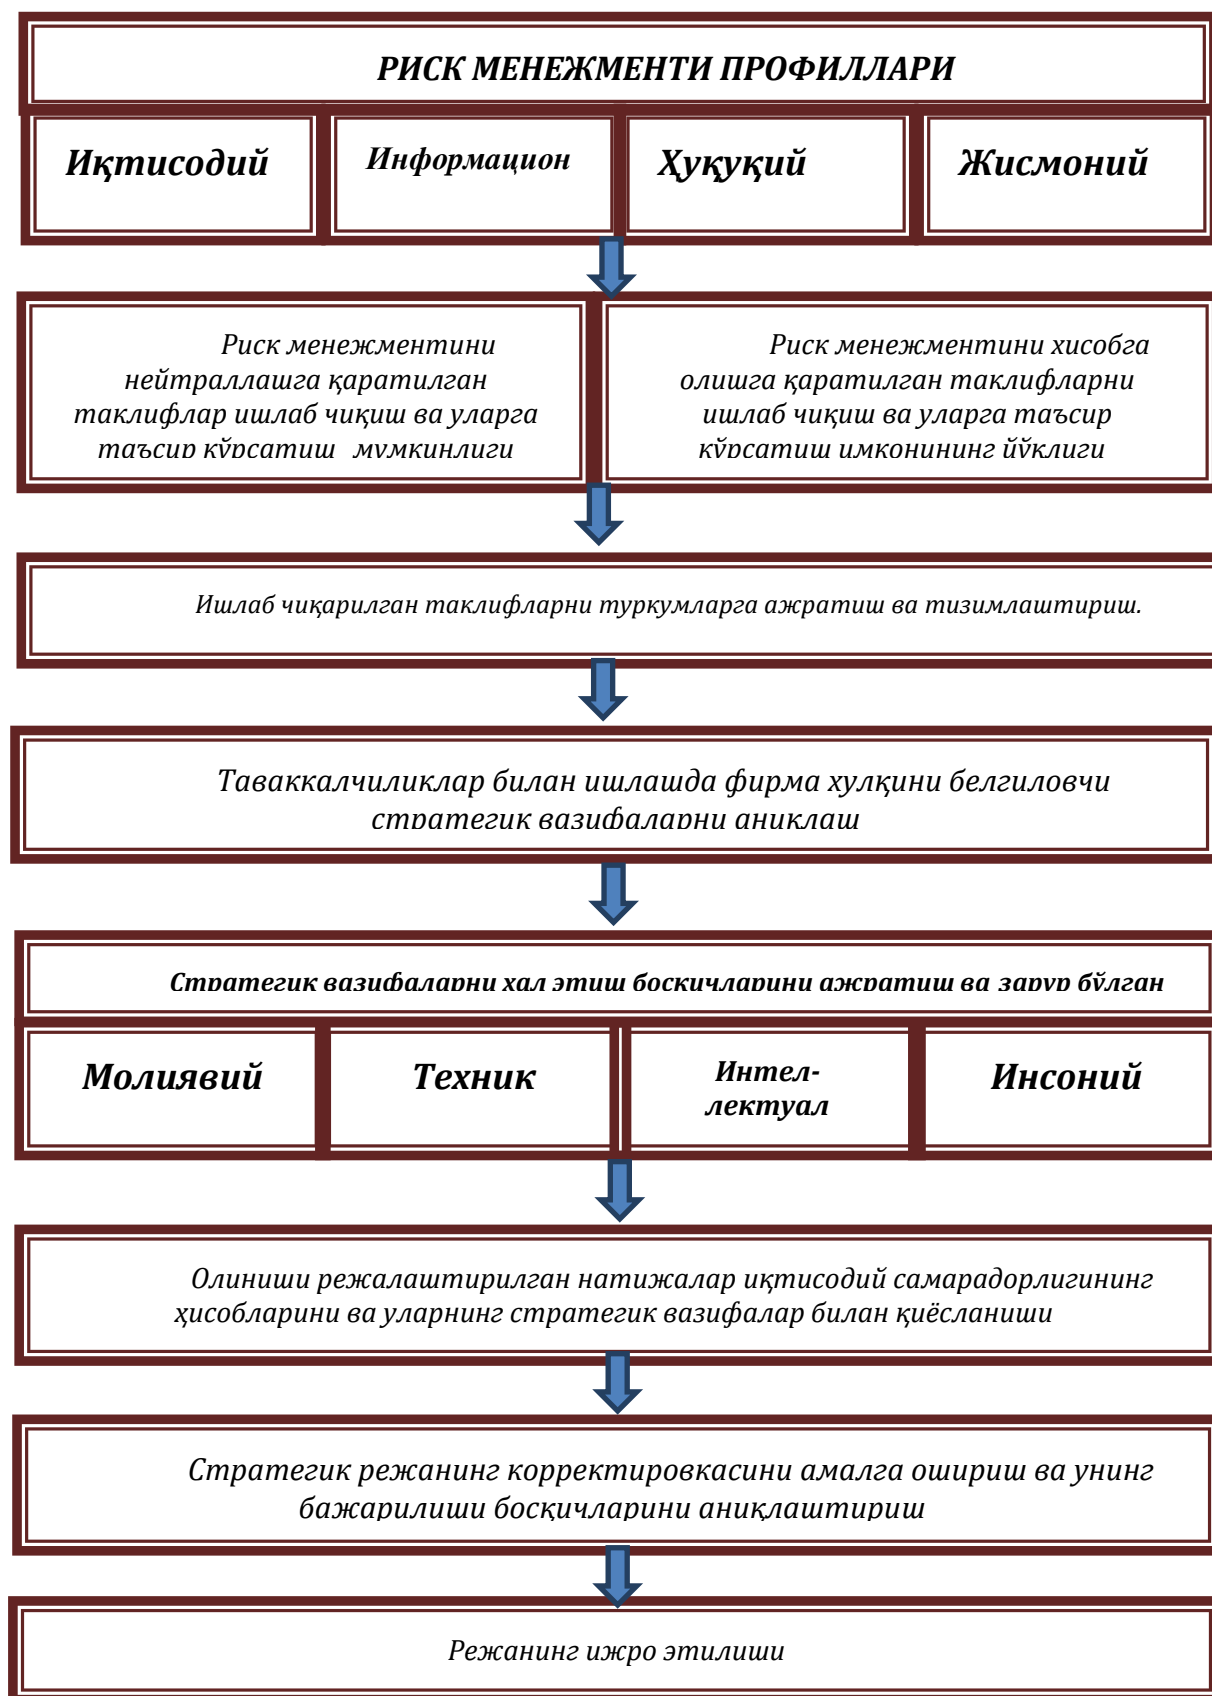 РИСК МЕНЕЖМЕНТИ ПРОФИЛЛАРИ
Иқтисодий
Информацион
Ҳуқуқий
Жисмоний
Риск менежментини
нейтраллашга қаратилган
таклифлар ишлаб чиқиш ва уларга
таъсир кўрсатиш мумкинлиги
Риск менежментини хисобга
олишга қаратилган таклифларни
ишлаб чиқиш ва уларга таъсир
кўрсатиш имконининг йўқлиги
Ишлаб чиқарилган таклифларни туркумларга ажратиш ва тизимлаштириш.
Таваккалчиликлар билан ишлашда фирма хулқини белгиловчи
стратегик вазифаларни аниқлаш
Стратегик вазифаларни хал этиш босқичларини ажратиш ва зарур бўлган
Молиявий
Техник
Интел-
лектуал
Инсоний
Олиниши режалаштирилган натижалар иқтисодий самарадорлигининг
ҳисобларини ва уларнинг стратегик вазифалар билан қиёсланиши
Стратегик режанинг корректировкасини амалга ошириш ва унинг
бажарилиши босқичларини аниқлаштириш
Режанинг ижро этилиши